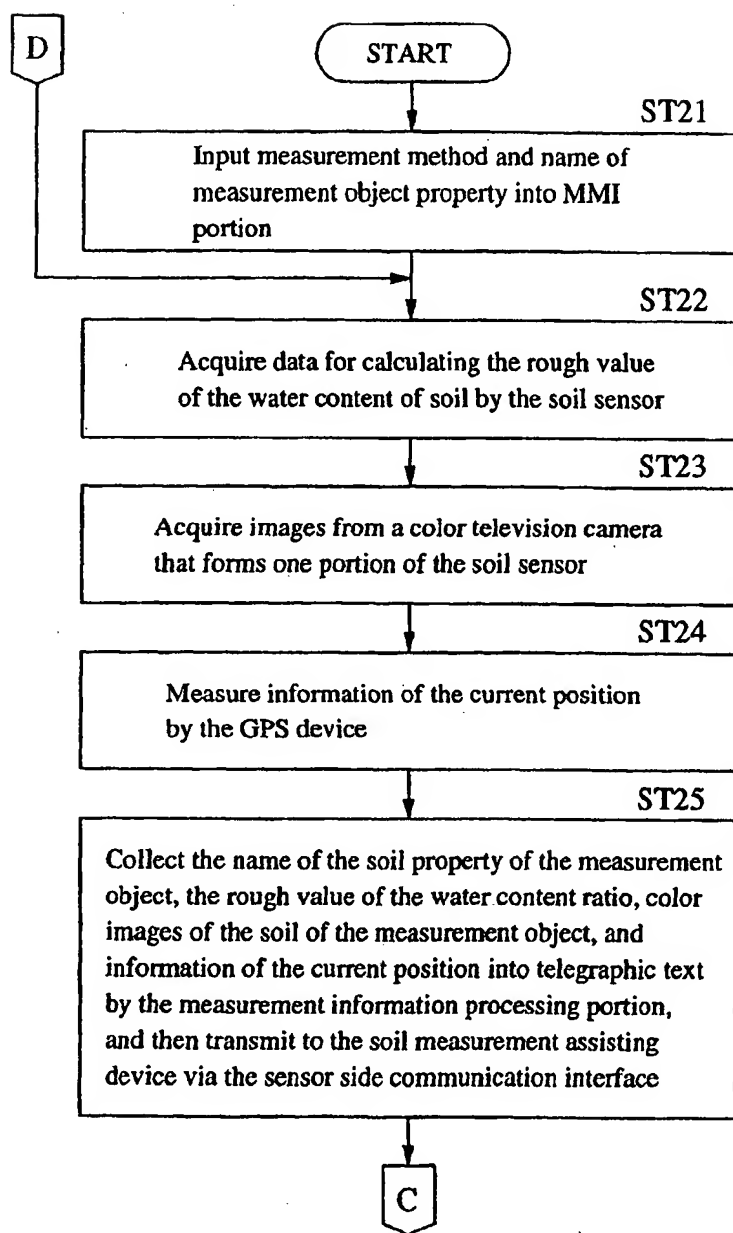 D
START
ST21
Input measurement method and name of
measurement object property into MMI
portion
ST22
Acquire data for calculating the rough value
of the water content of soil by the soil sensor
ST23
Acquire images from a color television camera
that forms one portion of the soil sensor
ST24
Measure information of the current position
by the GPS device
ST25
Collect the name of the soil property of the measurement
object, the rough value of the water content ratio, color
images of the soil of the measurement object, and
information of the current position into telegraphic text
by the measurement information processing portion,
and then transmit to the soil measurement assisting
device via the sensor side communication interface
C